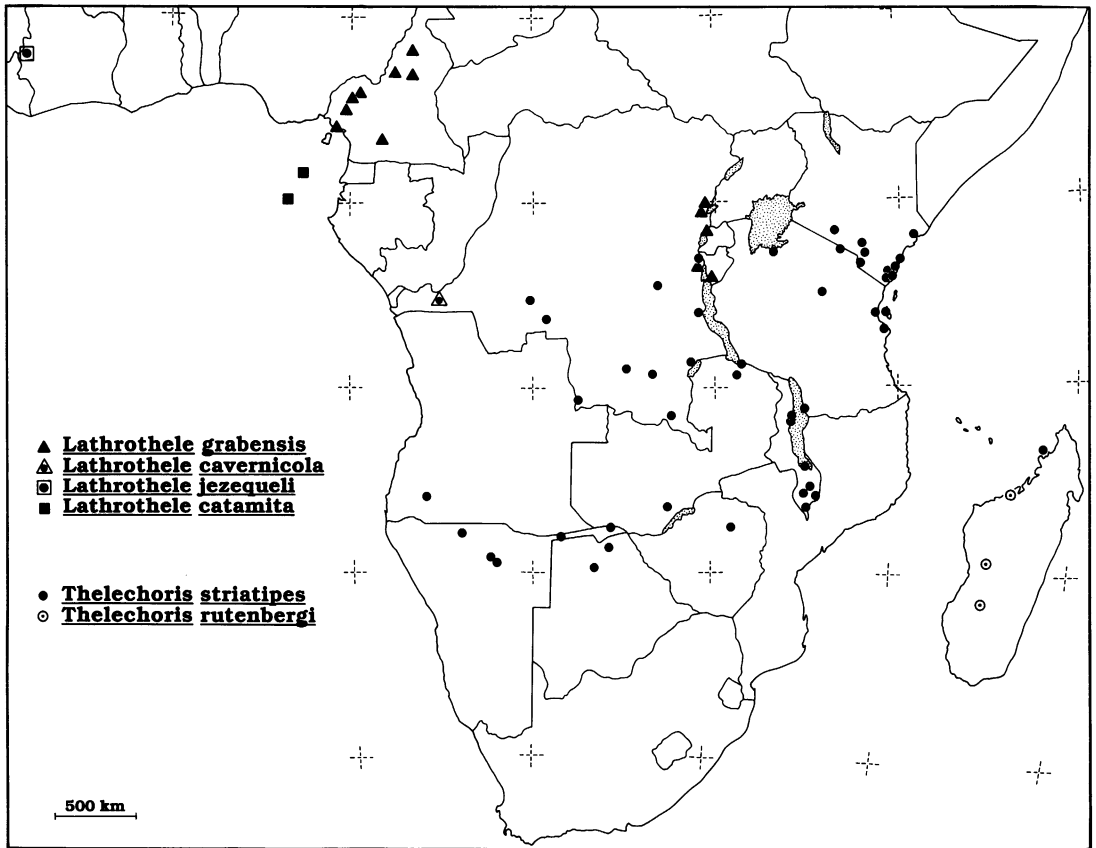 Lathrothele grabensis
Lathrothele cavernicola
Lathrothele jezequeli
Lathrothele catamita
Thelechoris striatipes
Thelechoris rutenbergi
500 km